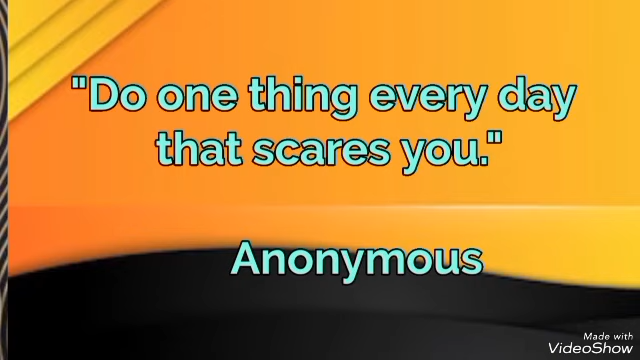 "Do one thing every day
that scares you."
Anonymous
Made with
VideoShow